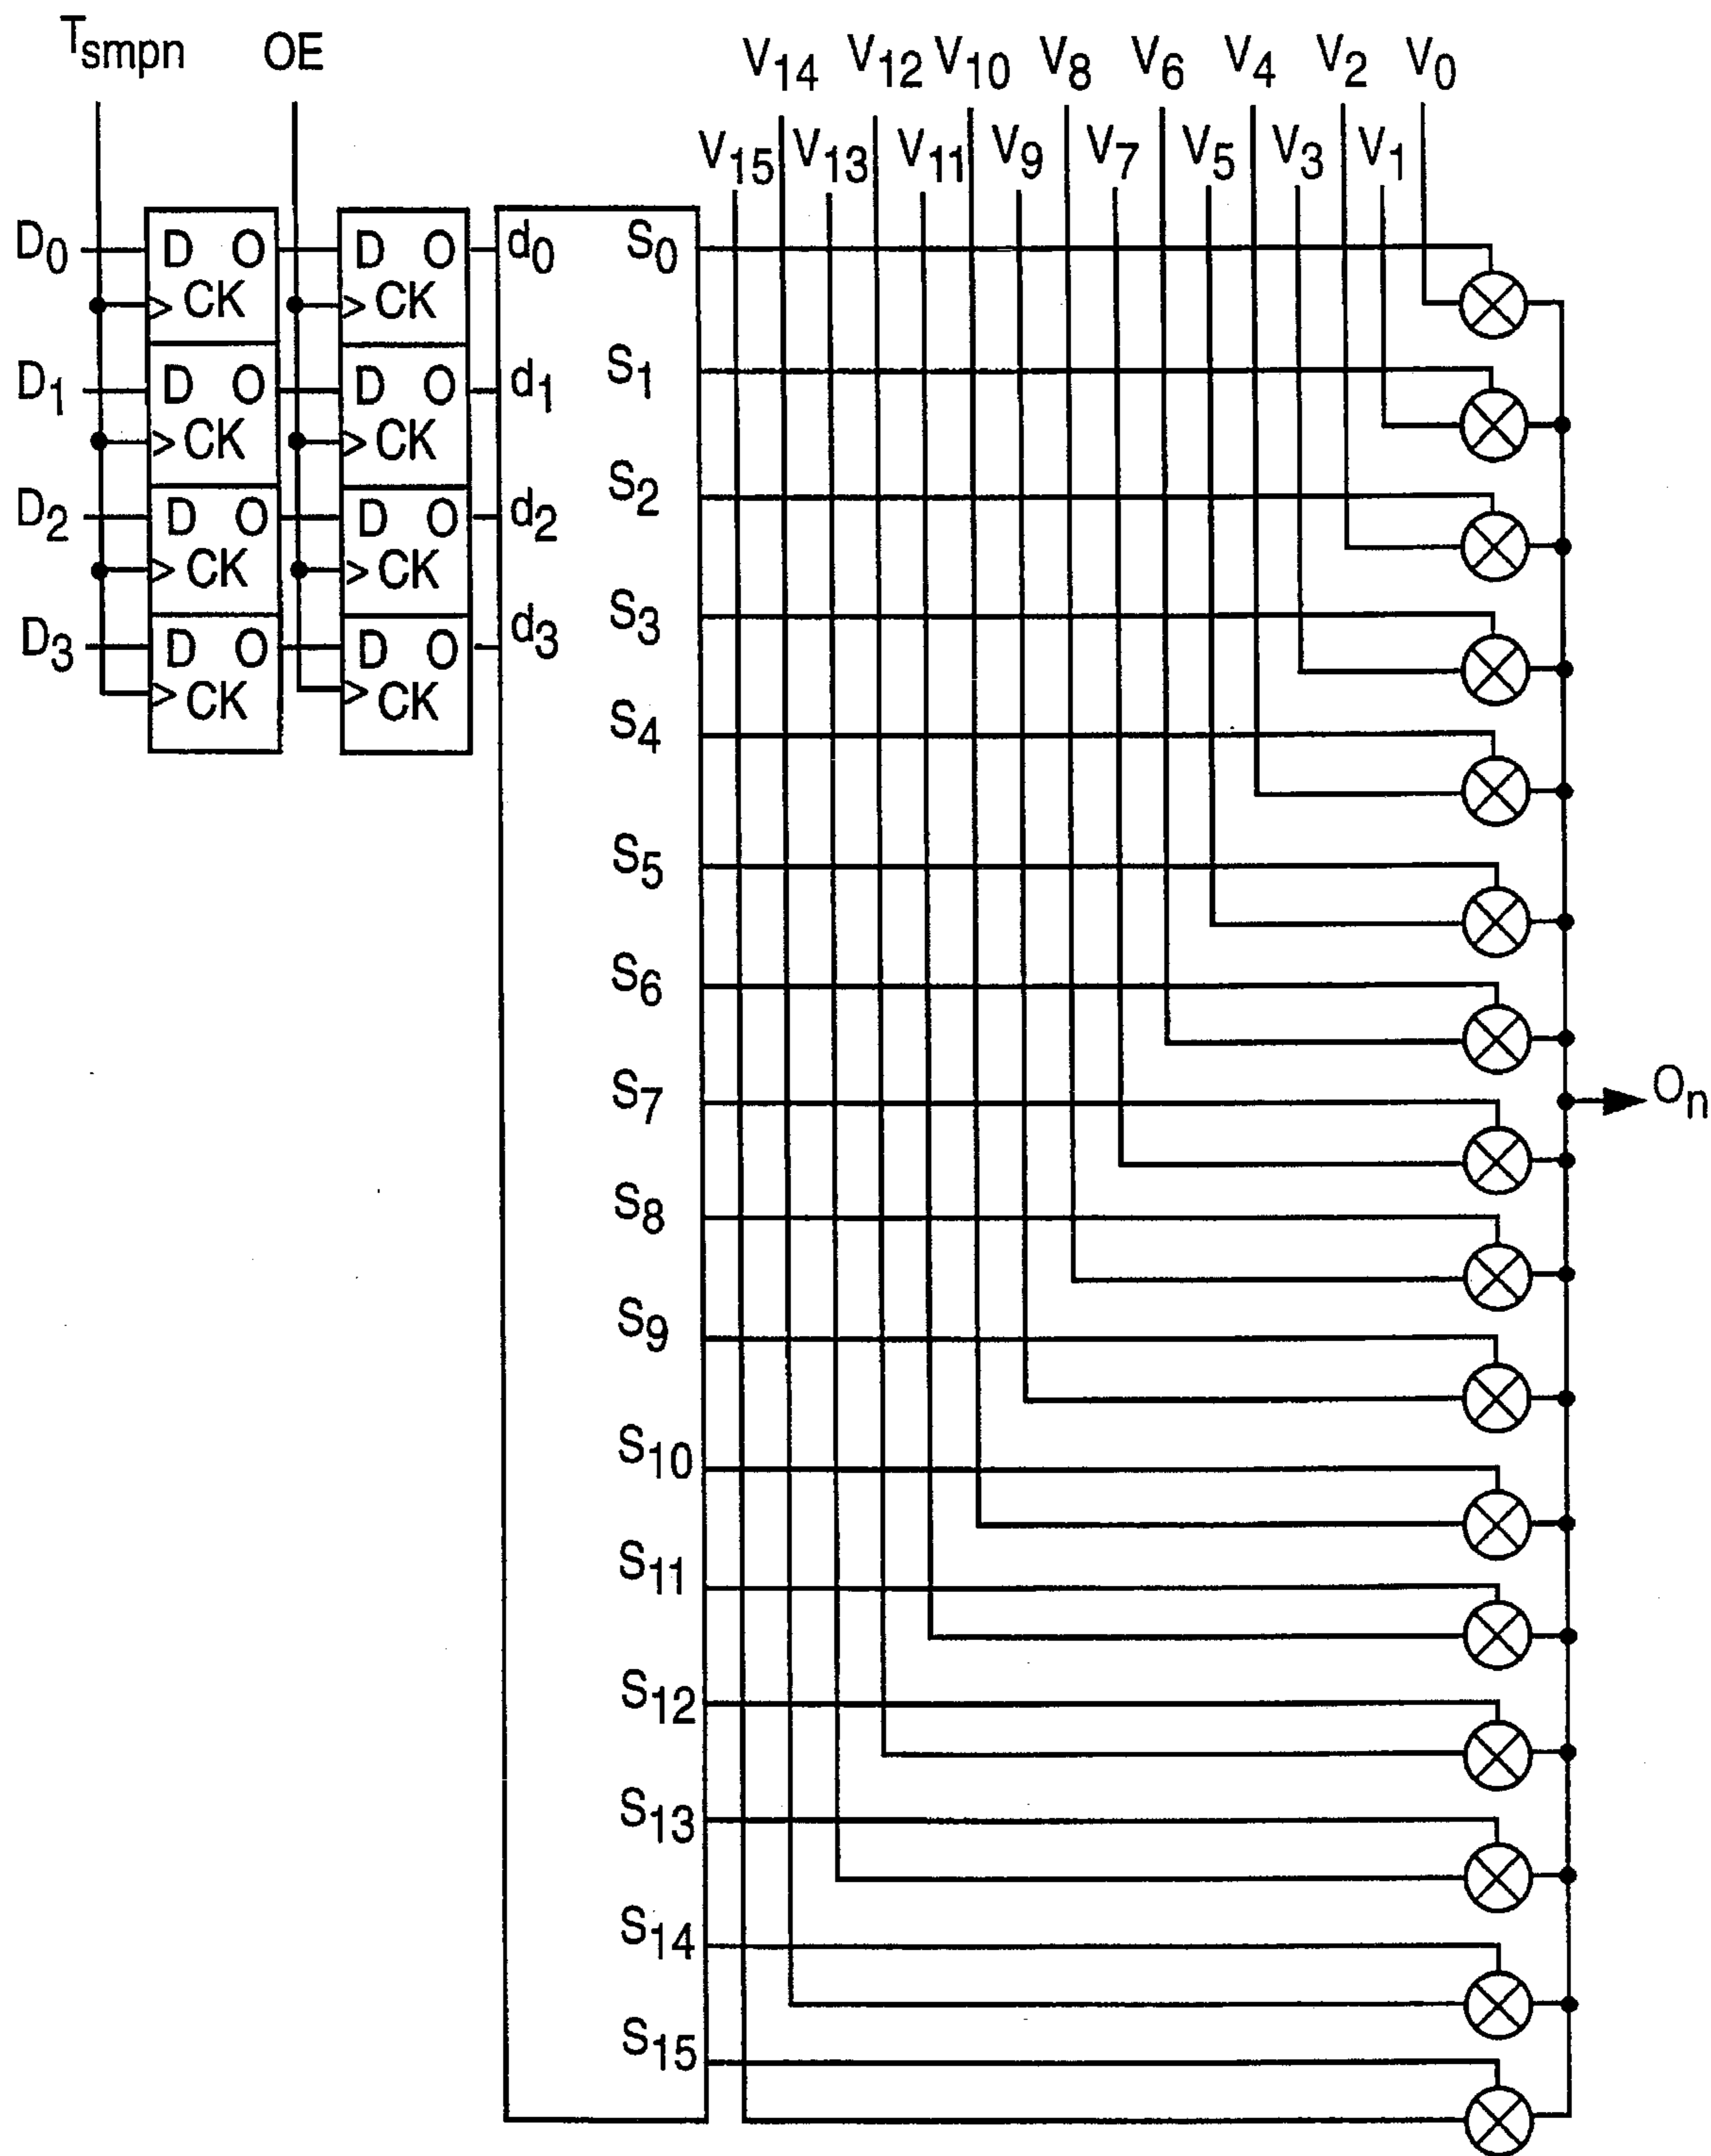 Tsmpn OE
V14 V12 V10 V8 V6 V4 V2 V0
V15 V13 V11 V9 V7 V5 V3 V1
D0 D O D O d0 S0
CK CK
D1 D O D O d1 S1
CK CK
D2 D O D O d2 S2
CK CK
D3 D O D O d3 S3
CK CK
S4
S5
S6
S7 On
S8
S9
S10
S11
S12
S13
S14
S15